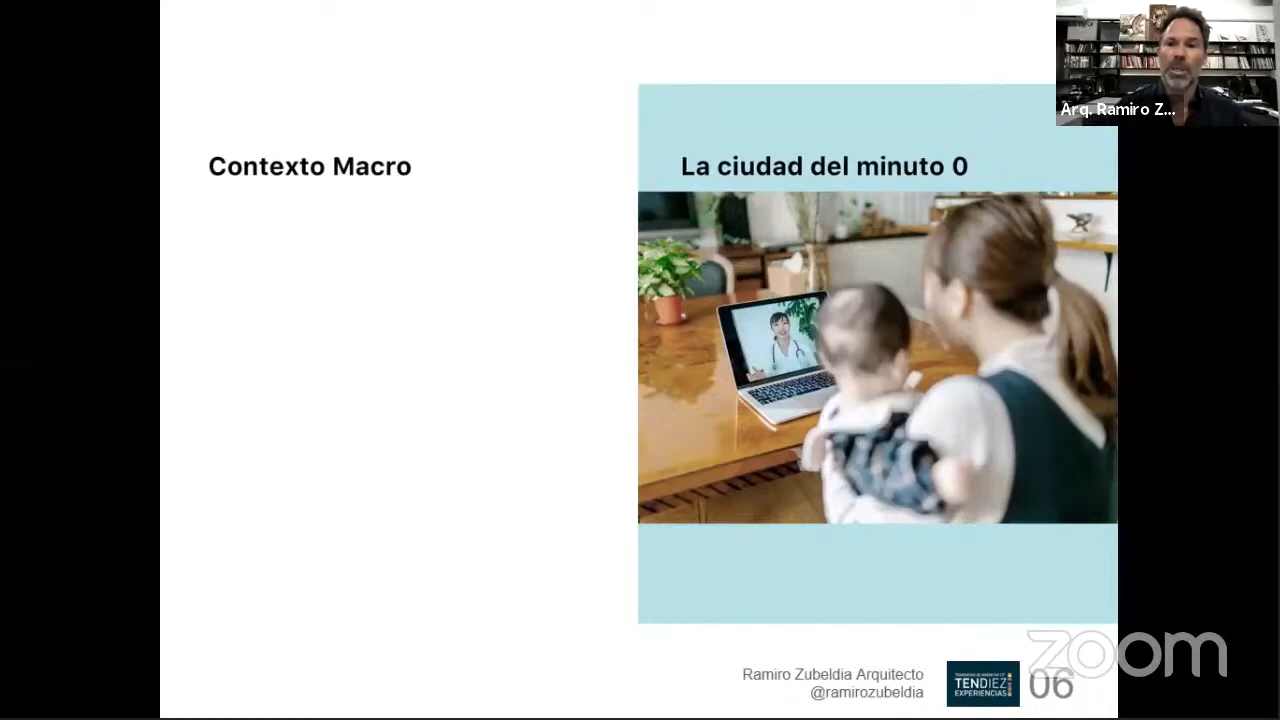 Arq. Ramiro Z...
Contexto Macro
La ciudad del minuto 0
Ramiro Zubeldia Arquitecto
@ramirozubeldia
TENDIEZ
EXPERIENCIAS
06
zoom